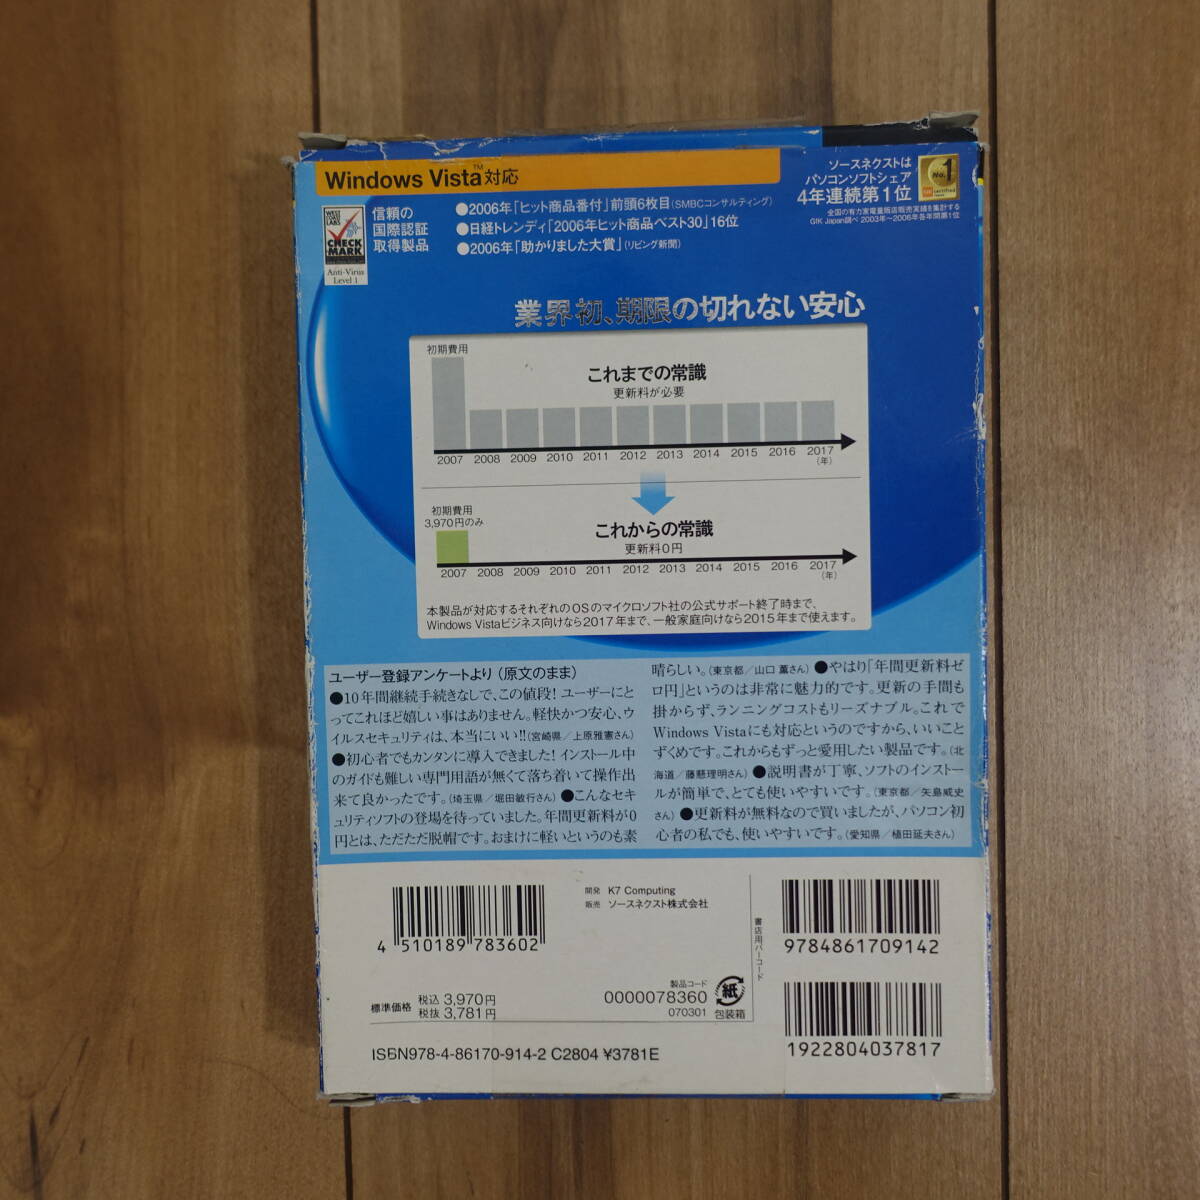 Windows Vista™対応
ソースネクストは
パソコンソフトシェア
4年連続第1位
No.1
全国の有力家電量販店販売実績を集計する
GfK Japan調べ 2003年〜2006年各年間第1位
WEST COAST LABS
CHECK MARK
Anti-Virus
Level 1
信頼の
国際認証
取得製品
●2006年「ヒット商品番付」前頭6枚目(SMBCコンサルティング)
●日経トレンディ「2006年ヒット商品ベスト30」16位
●2006年「助かりました大賞」(リビング新聞)
業界初、期限の切れない安心
初期費用
これまでの常識
更新料が必要
2007 2008 2009 2010 2011 2012 2013 2014 2015 2016 2017
(年)
初期費用
3,970円のみ
これからの常識
更新料0円
2007 2008 2009 2010 2011 2012 2013 2014 2015 2016 2017
(年)
本製品が対応するそれぞれのOSのマイクロソフト社の公式サポート終了時まで、
Windows Vistaビジネス向けなら2017年まで、一般家庭向けなら2015年まで使えます。
ユーザー登録アンケートより(原文のまま)
●10年間継続手続きなしで、この値段!ユーザーにと
ってこれほど嬉しい事はありません。軽快かつ安心、ウ
イルスセキュリティは、本当にいい!!(宮崎県/上原雅憲さん)
●初心者でもカンタンに導入できました!インストール中
のガイドも難しい専門用語が無くて落ち着いて操作出
来て良かったです。(埼玉県/堀田敏行さん)●こんなセキ
ュリティソフトの登場を待っていました。年間更新料が0
円とは、ただただ脱帽です。おまけに軽いというのも素
晴らしい。(東京都/山口 薫さん)●やはり「年間更新料ゼ
ロ円」というのは非常に魅力的です。更新の手間も
掛からず、ランニングコストもリーズナブル。これで
Windows Vistaにも対応というのですから、いいこと
ずくめです。これからもずっと愛用したい製品です。(北
海道/藤懸理明さん)●説明書が丁寧、ソフトのインストー
ルが簡単で、とても使いやすいです。(東京都/矢島威史
さん)●更新料が無料なので買いましたが、パソコン初
心者の私でも、使いやすいです。(愛知県/植田延夫さん)
4 510189 783602
開発 K7 Computing
販売 ソースネクスト株式会社
書店用バーコード
9784861709142
標準価格 税込 3,970円
税抜 3,781円
製品コード
0000078360
070301
紙
包装箱
1922804037817
ISBN978-4-86170-914-2 C2804 ¥3781E